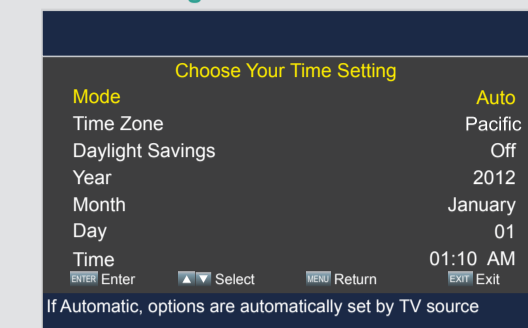 Choose Your Time Setting
Mode Auto
Time Zone Pacific
Daylight Savings Off
Year 2012
Month January
Day 01
Time 01:10 AM
ENTER Enter ▲ ▼ Select MENU Return EXIT Exit
If Automatic, options are automatically set by TV source